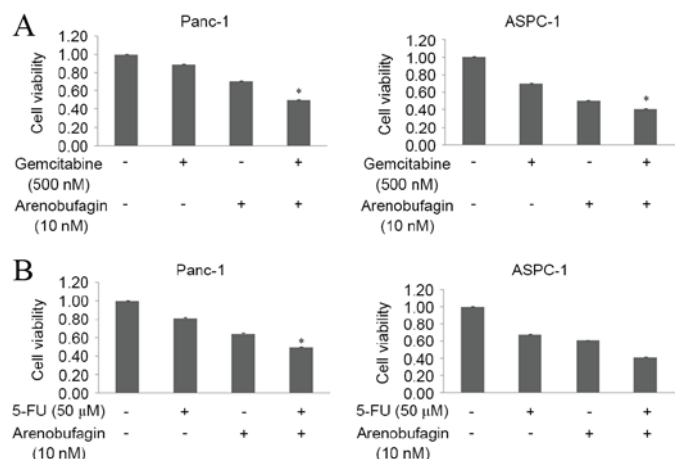 A
Panc-1
Cell viability
1.20
1.00
0.80
0.60
0.40
0.20
0.00
*
Gemcitabine (500 nM) - + - +
Arenobufagin (10 nM) - - + +
ASPC-1
Cell viability
1.20
1.00
0.80
0.60
0.40
0.20
0.00
*
Gemcitabine (500 nM) - + - +
Arenobufagin (10 nM) - - + +
B
Panc-1
Cell viability
1.20
1.00
0.80
0.60
0.40
0.20
0.00
*
5-FU (50 μM) - + - +
Arenobufagin (10 nM) - - + +
ASPC-1
Cell viability
1.20
1.00
0.80
0.60
0.40
0.20
0.00
5-FU (50 μM) - + - +
Arenobufagin (10 nM) - - + +